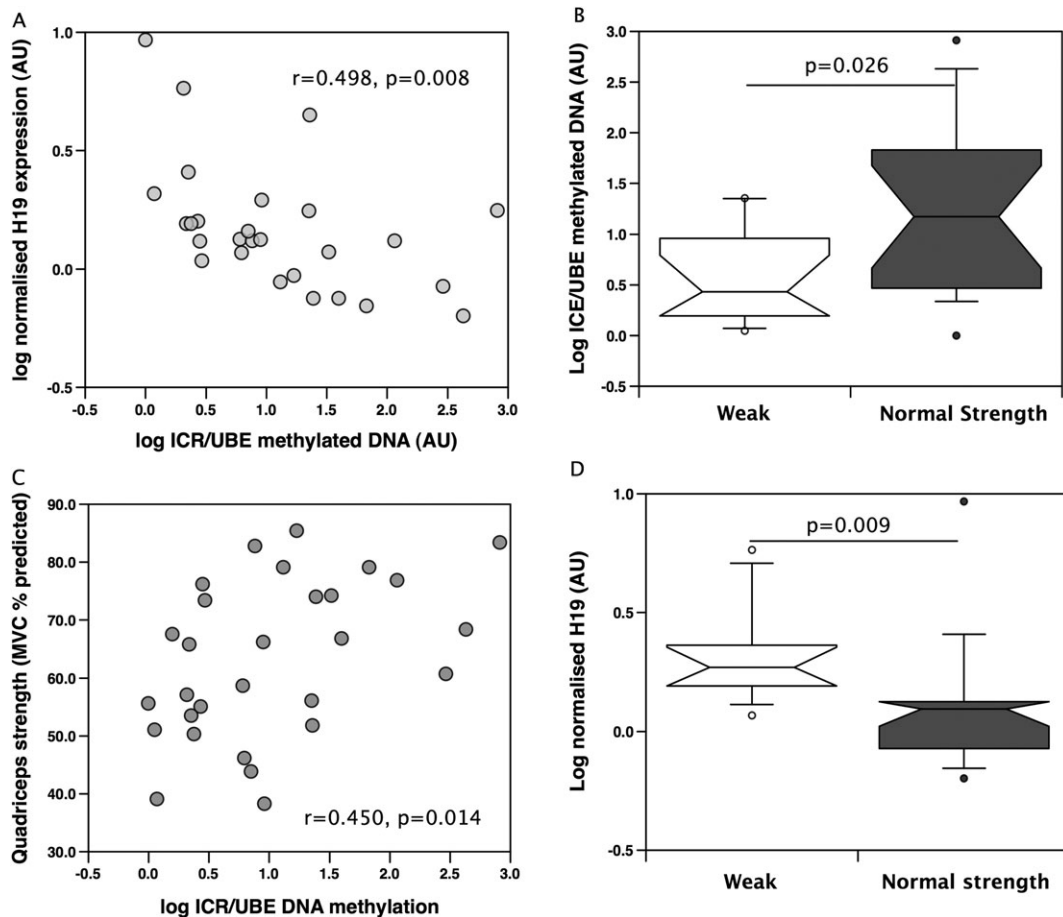 A
log normalised H19 expression (AU)
1.0
0.5
0.0
-0.5
r=0.498, p=0.008
-0.5 0.0 0.5 1.0 1.5 2.0 2.5 3.0
log ICR/UBE methylated DNA (AU)
B
Log ICE/UBE methylated DNA (AU)
3.0
2.5
2.0
1.5
1.0
0.5
0.0
-0.5
p=0.026
Weak Normal Strength
C
Quadriceps strength (MVC % predicted)
90.0
80.0
70.0
60.0
50.0
40.0
30.0
r=0.450, p=0.014
-0.5 0.0 0.5 1.0 1.5 2.0 2.5 3.0
log ICR/UBE DNA methylation
D
Log normalised H19 (AU)
1.0
0.5
0.0
-0.5
p=0.009
Weak Normal strength